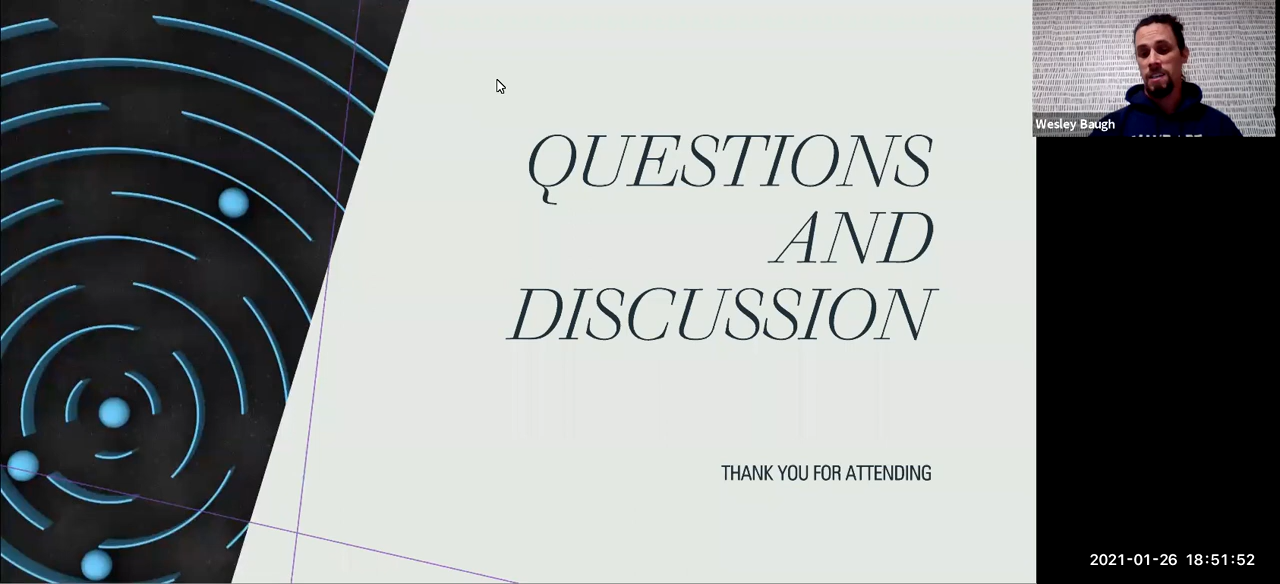 QUESTIONS
AND
DISCUSSION
THANK YOU FOR ATTENDING
Wesley Baugh
2021-01-26 18:51:52